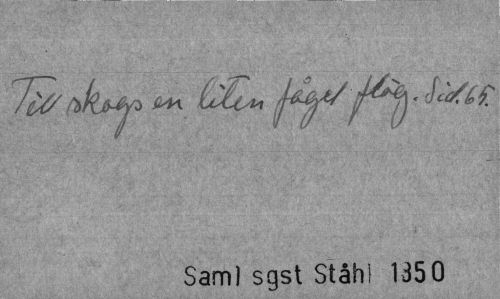 Till skogs en liten fågel flög. Sid. 65.
Saml sgst Ståhl 1350